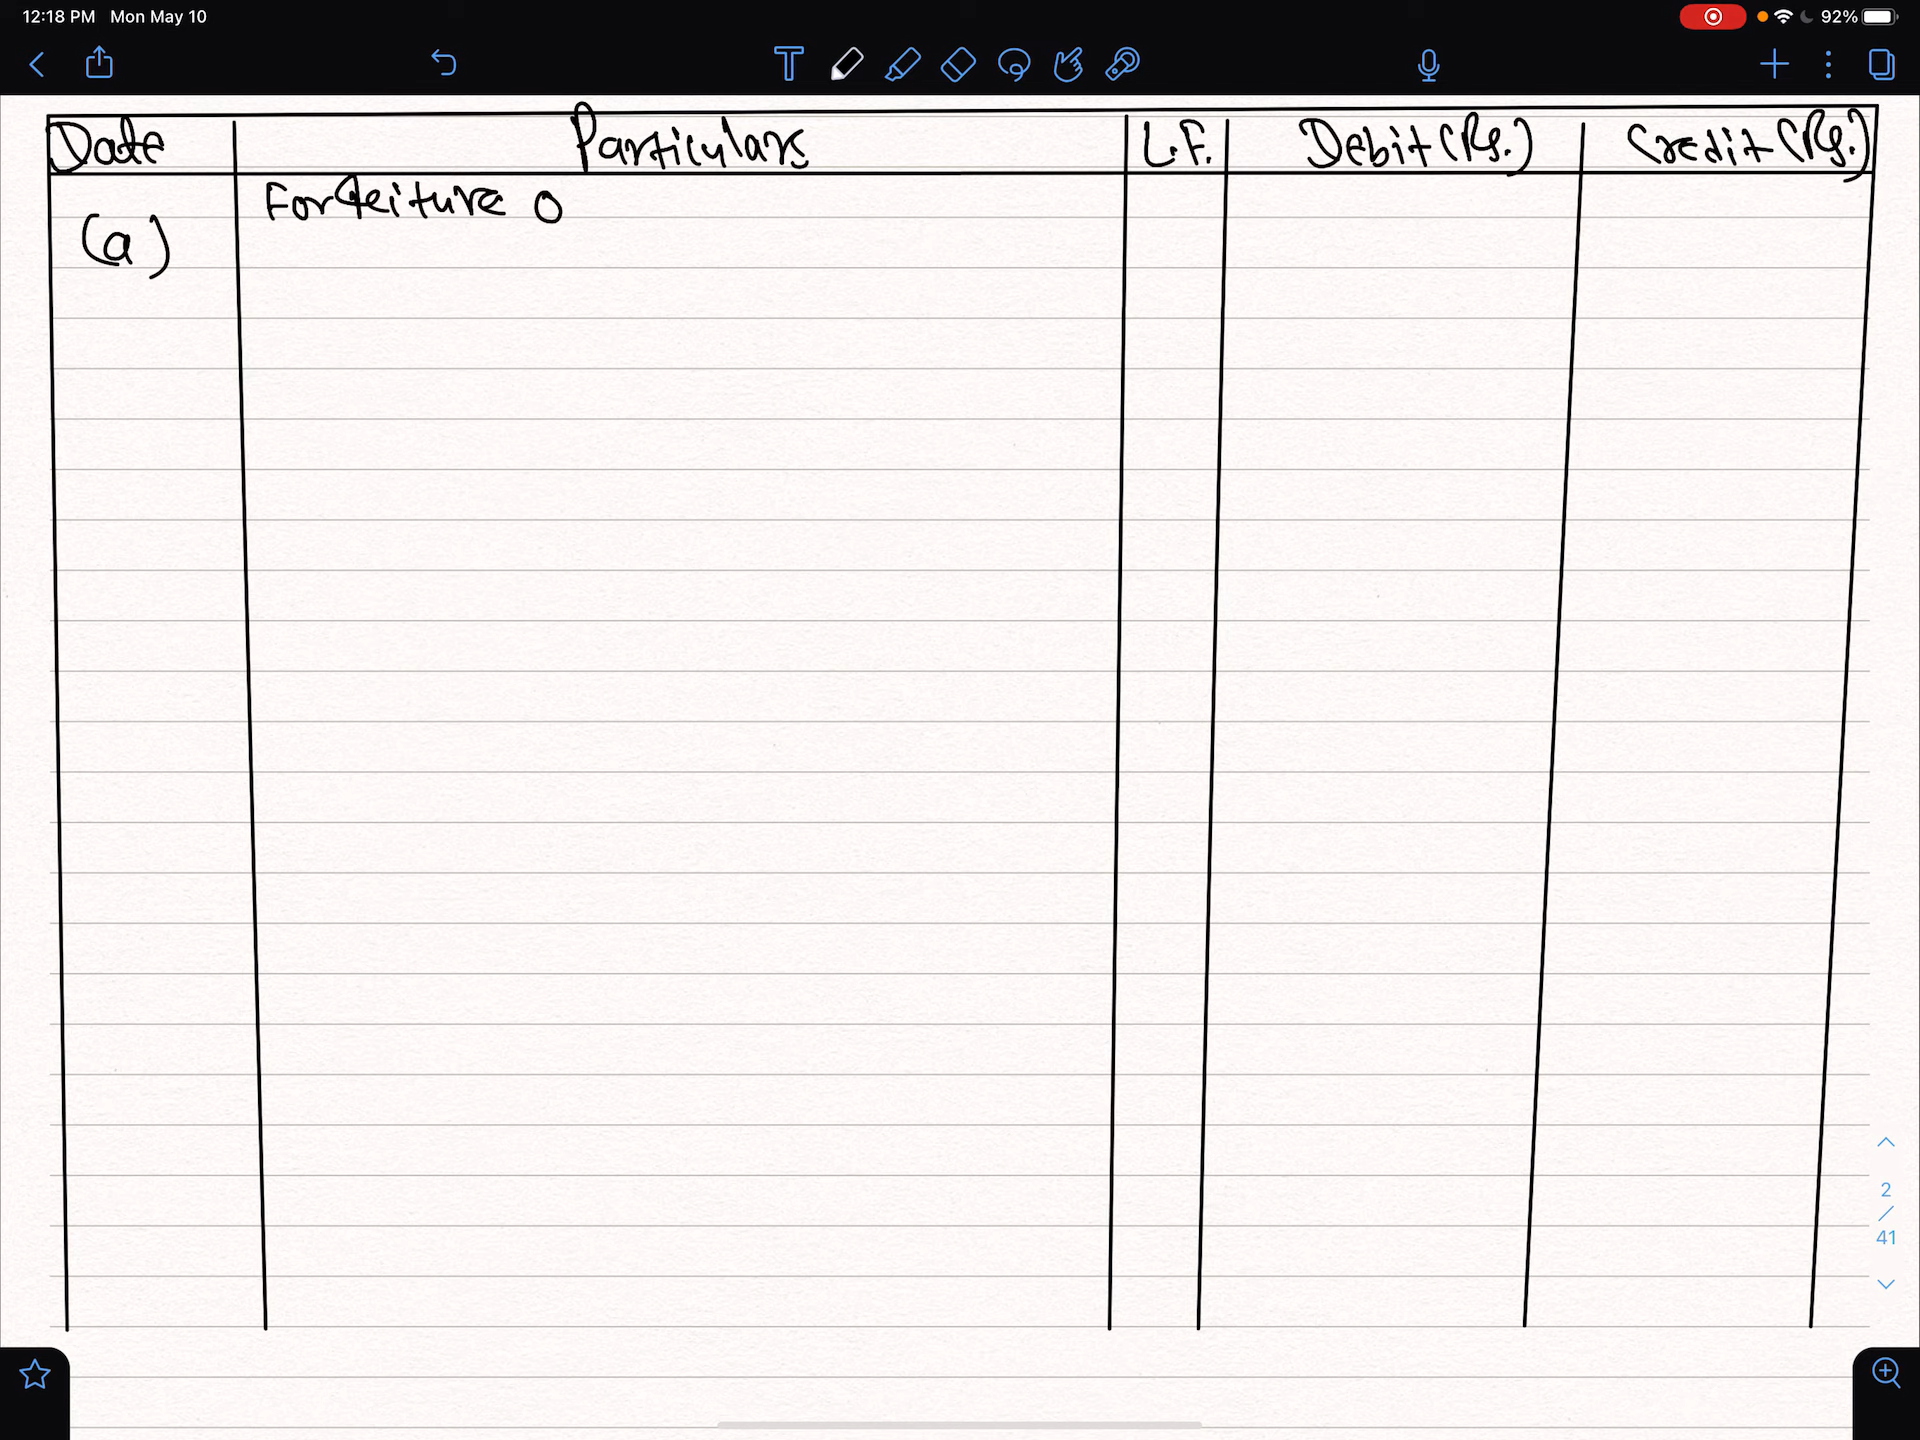 12:18 PM Mon May 10
92%
Date Particulars L.F. Debit (Rs.) Credit (Rs.)
Forfeiture o
(a)
2
/
41